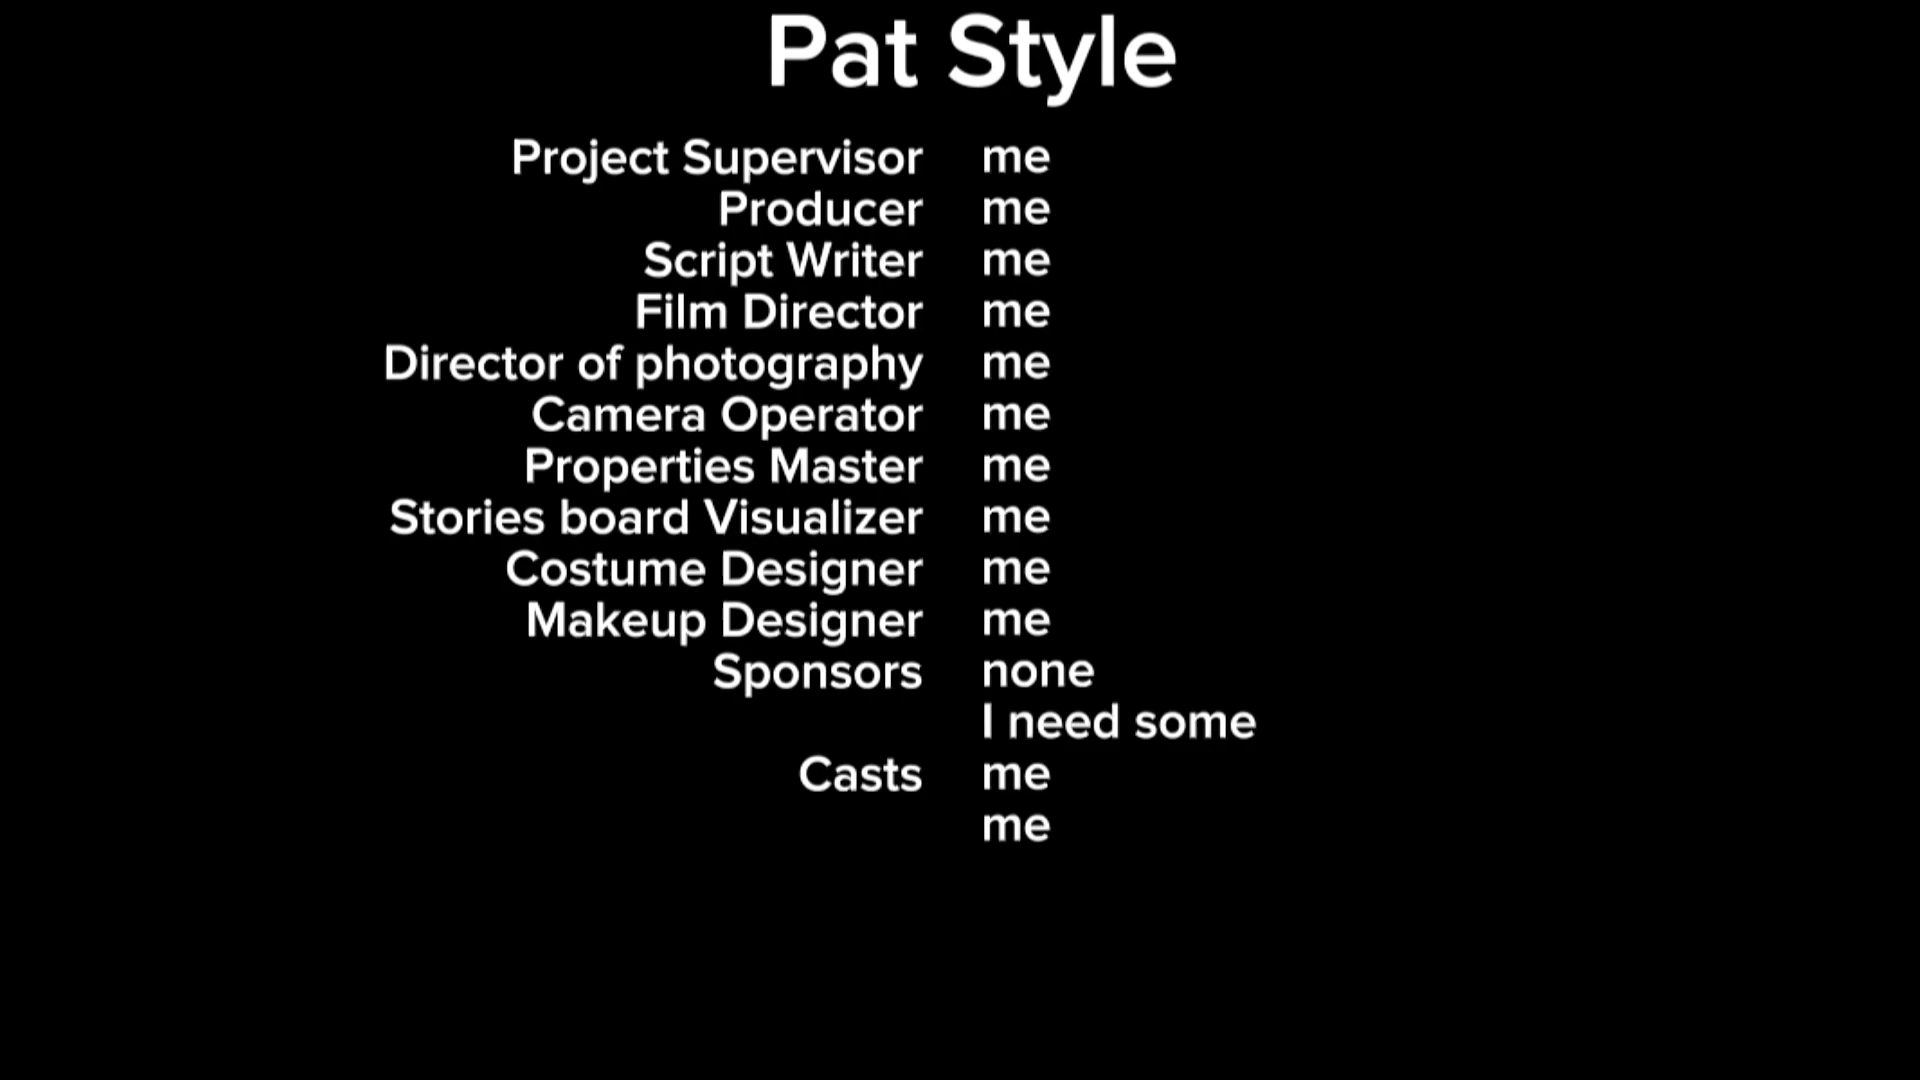 Pat Style
Project Supervisor me
Producer me
Script Writer me
Film Director me
Director of photography me
Camera Operator me
Properties Master me
Stories board Visualizer me
Costume Designer me
Makeup Designer me
Sponsors none
I need some
Casts me
me